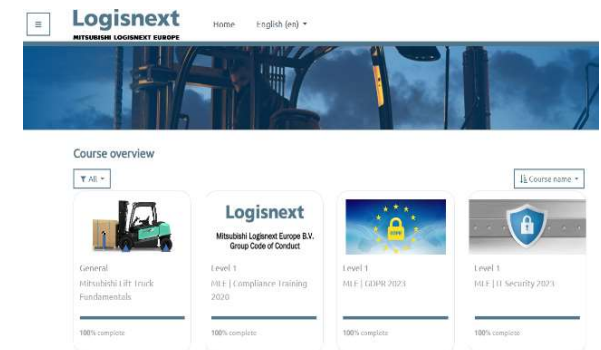 Logisnext
MITSUBISHI LOGISNEXT EUROPE
Home English (en)
Course overview
All
Course name
Logisnext
Mitsubishi Logisnext Europe B.V.
Group Code of Conduct
GDPR
General
Mitsubishi Lift Truck
Fundamentals
100% complete
Level 1
MLE | Compliance Training
2020
100% complete
Level 1
MLE | GDPR 2023
100% complete
Level 1
MLE | IT Security 2023
100% complete